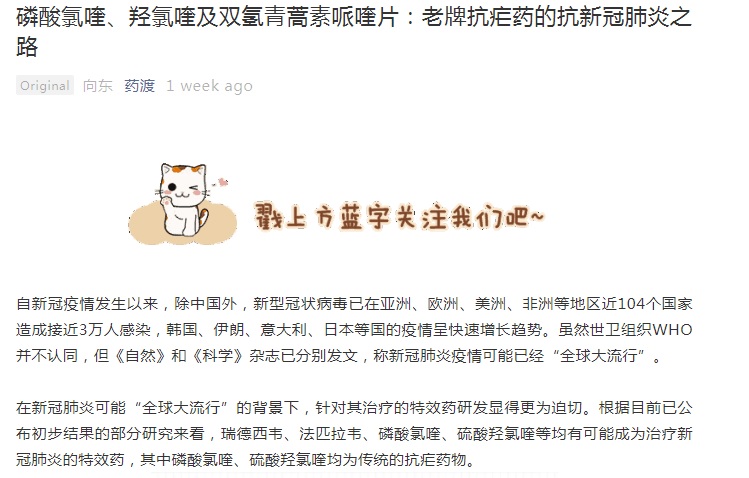 磷酸氯喹、羟氯喹及双氢青蒿素哌喹片：老牌抗疟药的抗新冠肺炎之
路
Original 向东 药渡 1 week ago
戳上方蓝字关注我们吧~
自新冠疫情发生以来，除中国外，新型冠状病毒已在亚洲、欧洲、美洲、非洲等地区近104个国家
造成接近3万人感染，韩国、伊朗、意大利、日本等国的疫情呈快速增长趋势。虽然世卫组织WHO
并不认同，但《自然》和《科学》杂志已分别发文，称新冠肺炎疫情可能已经“全球大流行”。
在新冠肺炎可能“全球大流行”的背景下，针对其治疗的特效药研发显得更为迫切。根据目前已公
布初步结果的部分研究来看，瑞德西韦、法匹拉韦、磷酸氯喹、硫酸羟氯喹等均有可能成为治疗新
冠肺炎的特效药，其中磷酸氯喹、硫酸羟氯喹均为传统的抗疟药物。